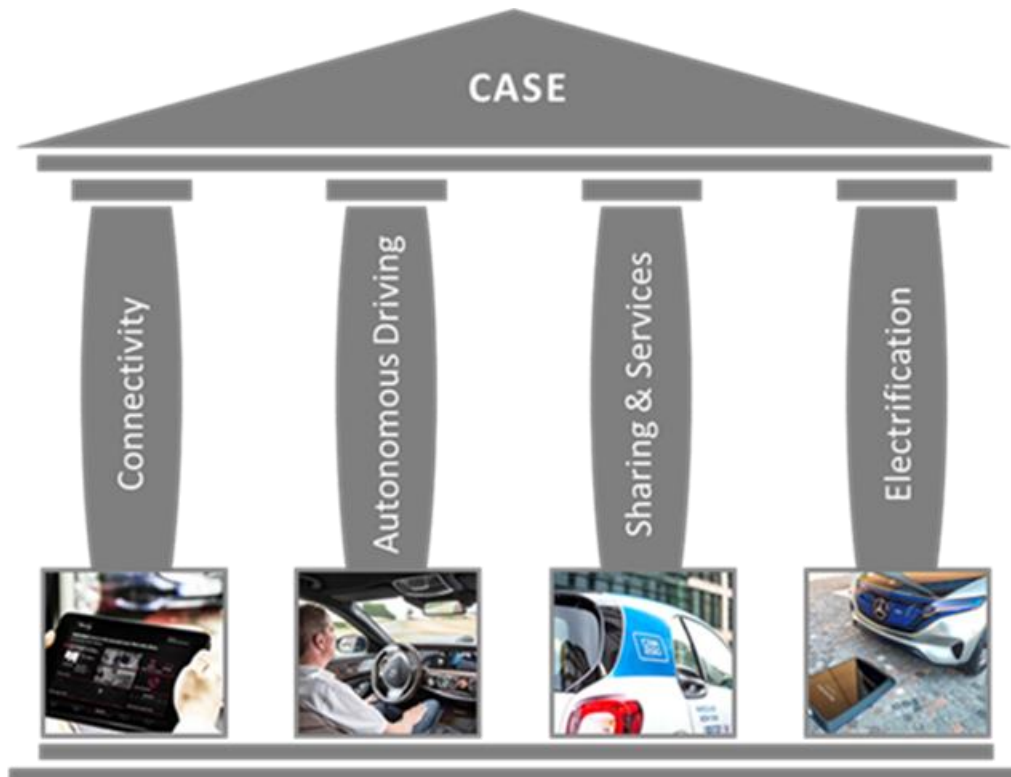 CASE
Connectivity
Autonomous Driving
Sharing & Services
Electrification